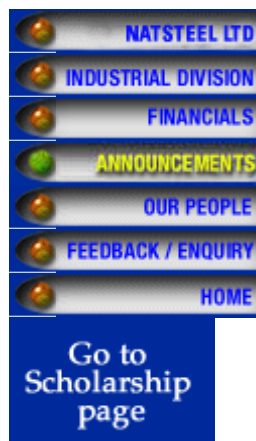 NATSTEEL LTD
INDUSTRIAL DIVISION
FINANCIALS
ANNOUNCEMENTS
OUR PEOPLE
FEEDBACK / ENQUIRY
HOME
Go to
Scholarship
page